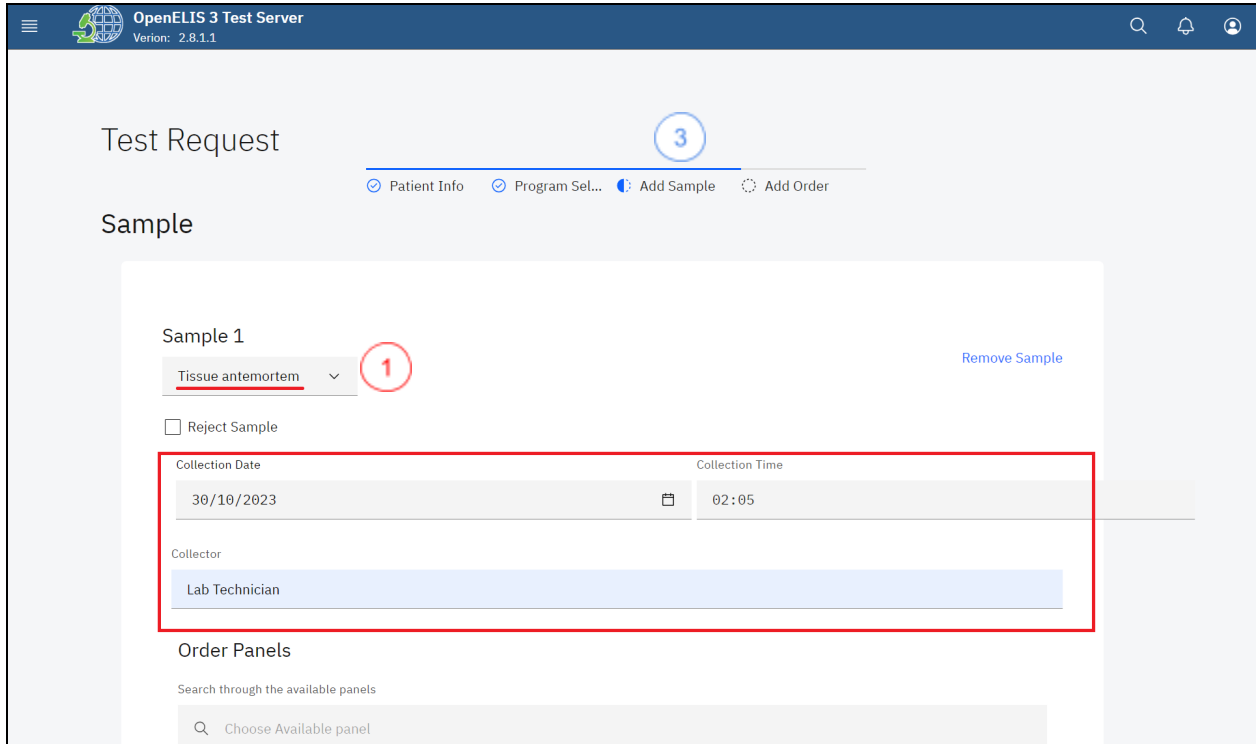 OpenELIS 3 Test Server
Verion: 2.8.1.1
Test Request
3
Patient Info Program Sel... Add Sample Add Order
Sample
Sample 1
Tissue antemortem
1
Remove Sample
Reject Sample
Collection Date Collection Time
30/10/2023 02:05
Collector
Lab Technician
Order Panels
Search through the available panels
Choose Available panel